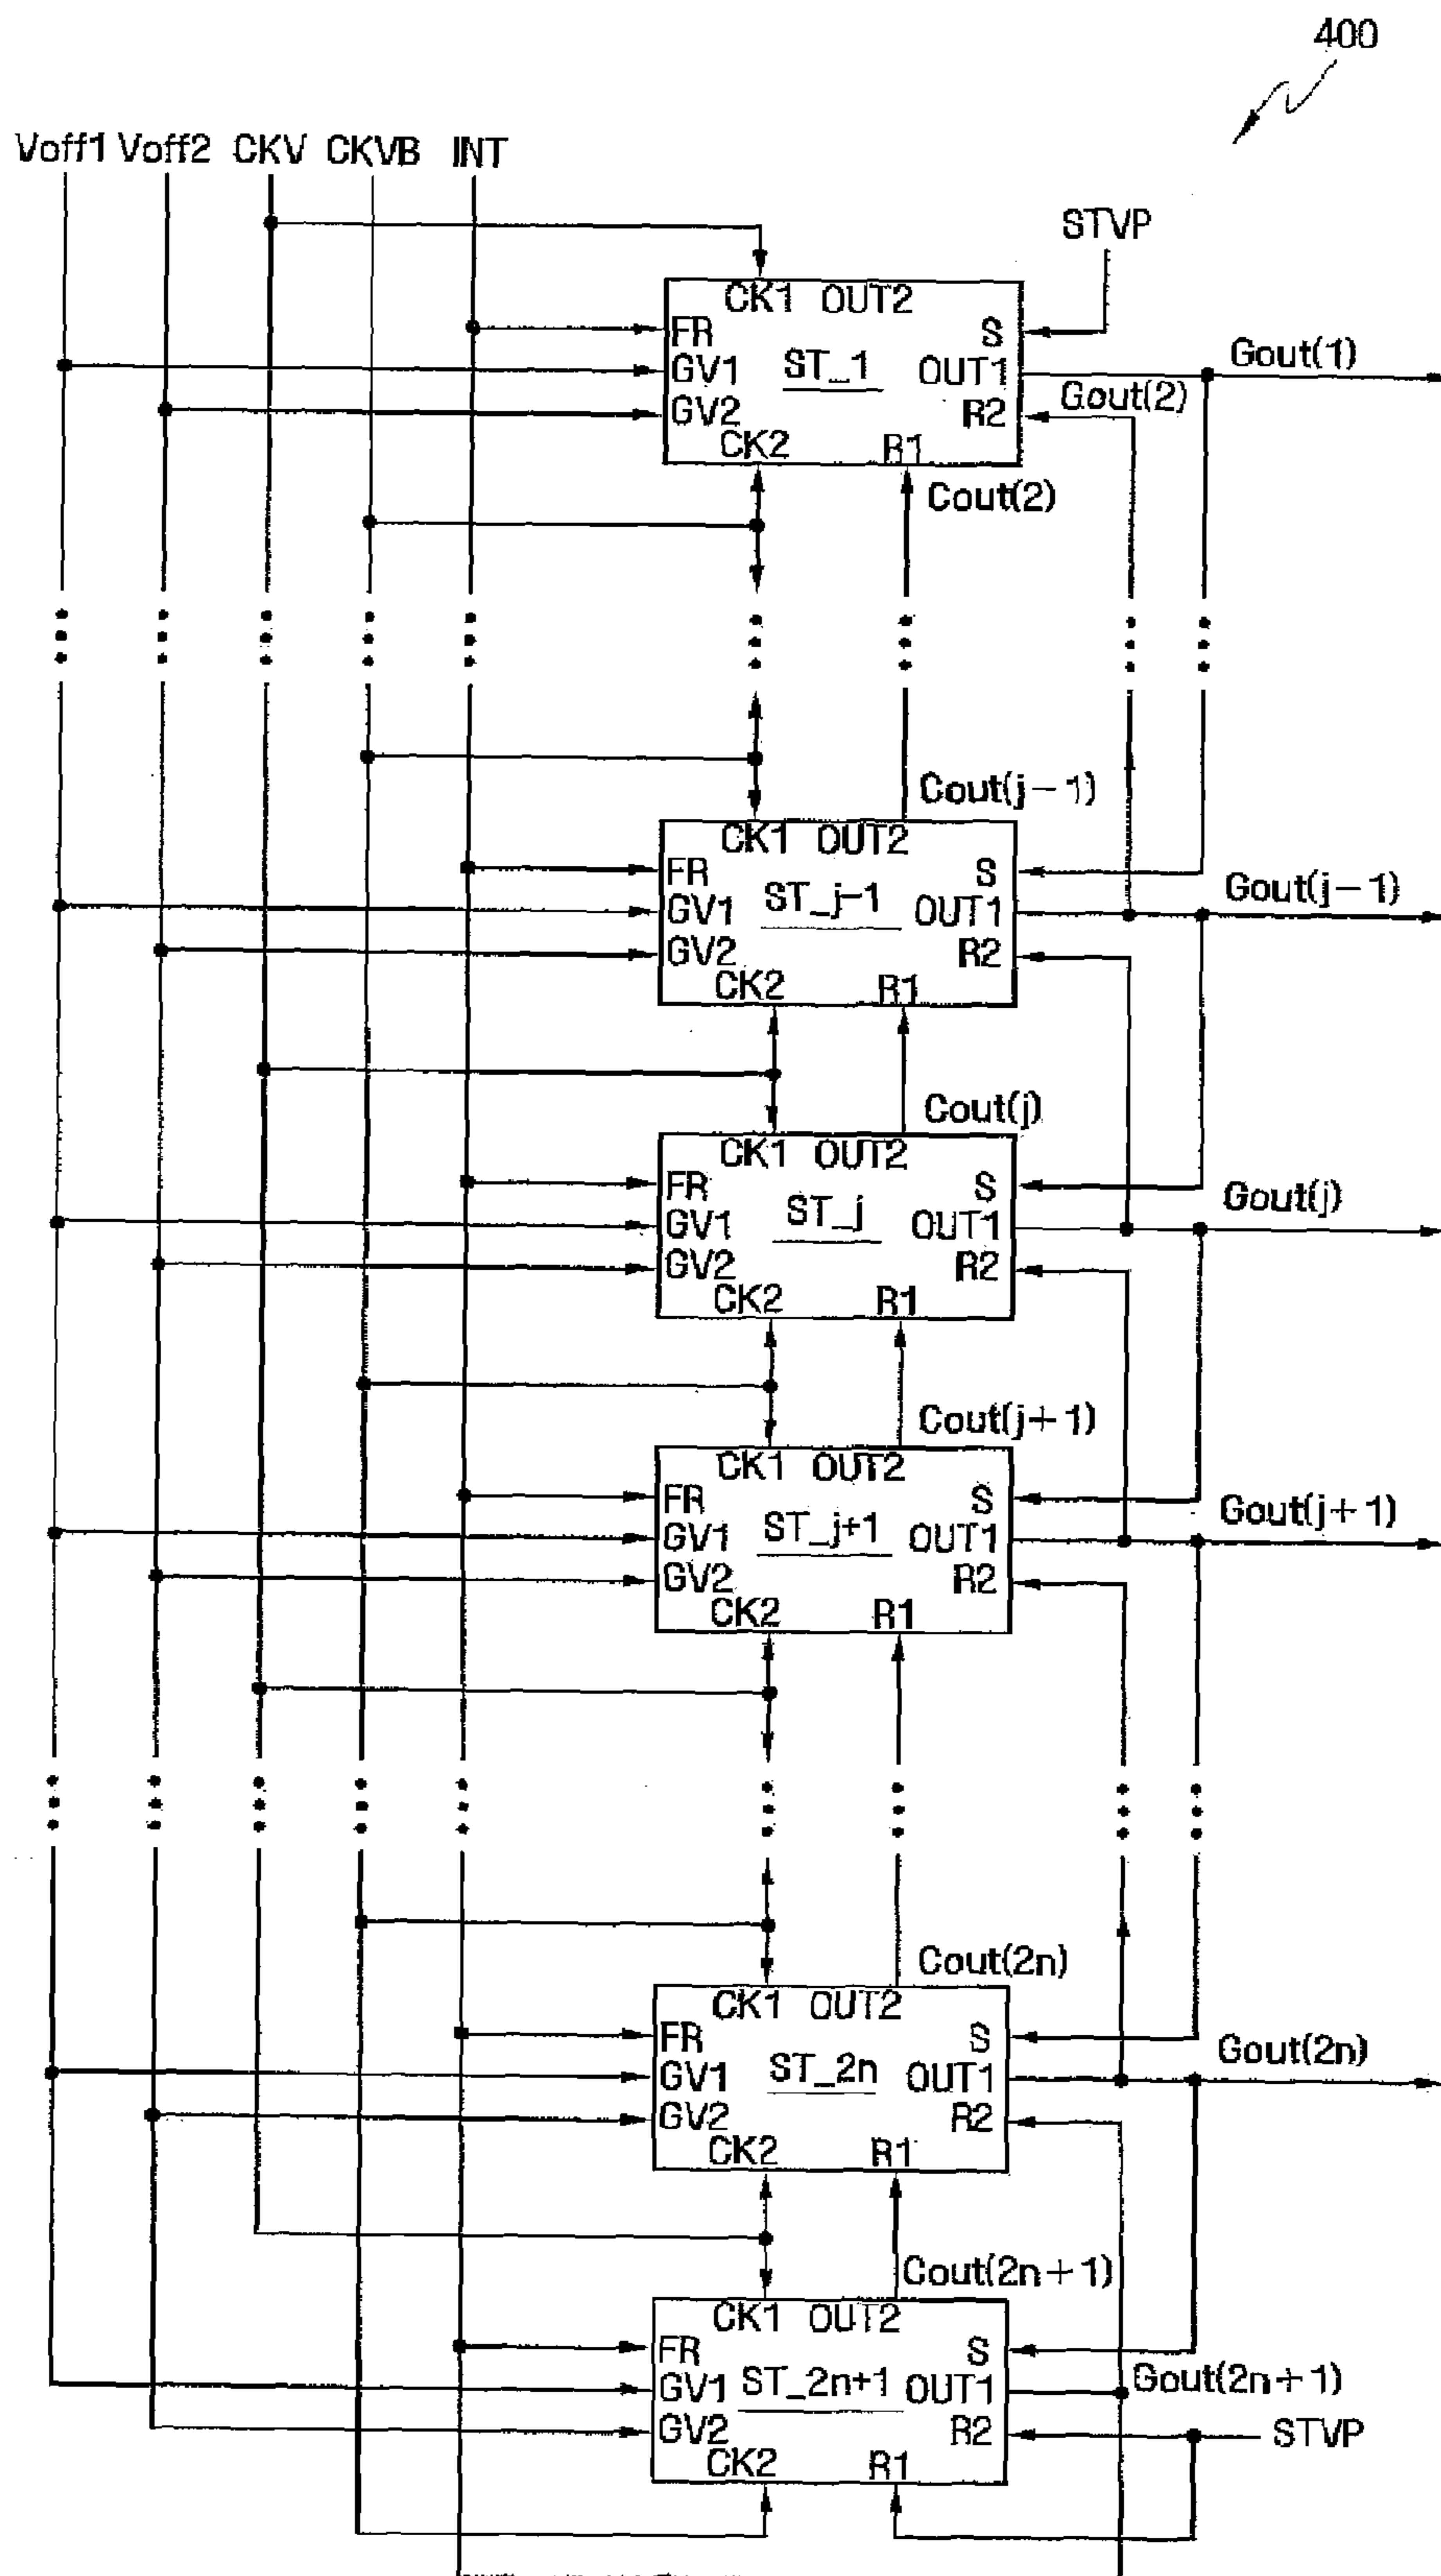 400
Voff1 Voff2 CKV CKVB INT
STVP
CK1 OUT2
FR S
GV1 ST_1 OUT1 Gout(1)
GV2 R2 Gout(2)
CK2 R1
Cout(2)
Cout(j-1)
CK1 OUT2
FR S
GV1 ST_j-1 OUT1 Gout(j-1)
GV2 R2
CK2 R1
Cout(j)
CK1 OUT2
FR S
GV1 ST_j OUT1 Gout(j)
GV2 R2
CK2 R1
Cout(j+1)
CK1 OUT2
FR S
GV1 ST_j+1 OUT1 Gout(j+1)
GV2 R2
CK2 R1
Cout(2n)
CK1 OUT2
FR S
GV1 ST_2n OUT1 Gout(2n)
GV2 R2
CK2 R1
Cout(2n+1)
CK1 OUT2
FR S
GV1 ST_2n+1 OUT1 Gout(2n+1)
GV2 R2 STVP
CK2 R1